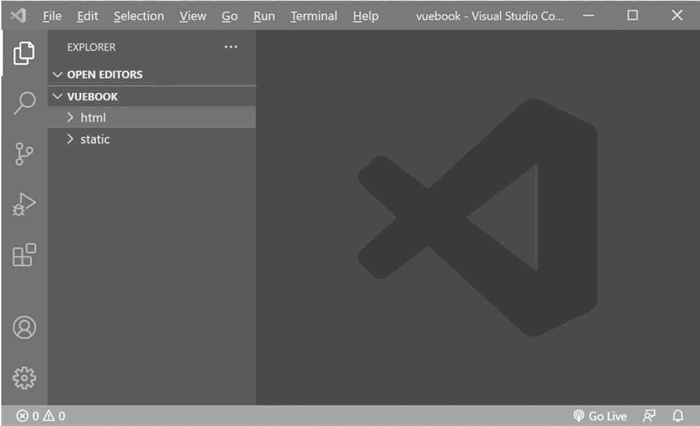 File Edit Selection View Go Run Terminal Help vuebook - Visual Studio Co...
EXPLORER ...
OPEN EDITORS
VUEBOOK
html
static
0 0 Go Live